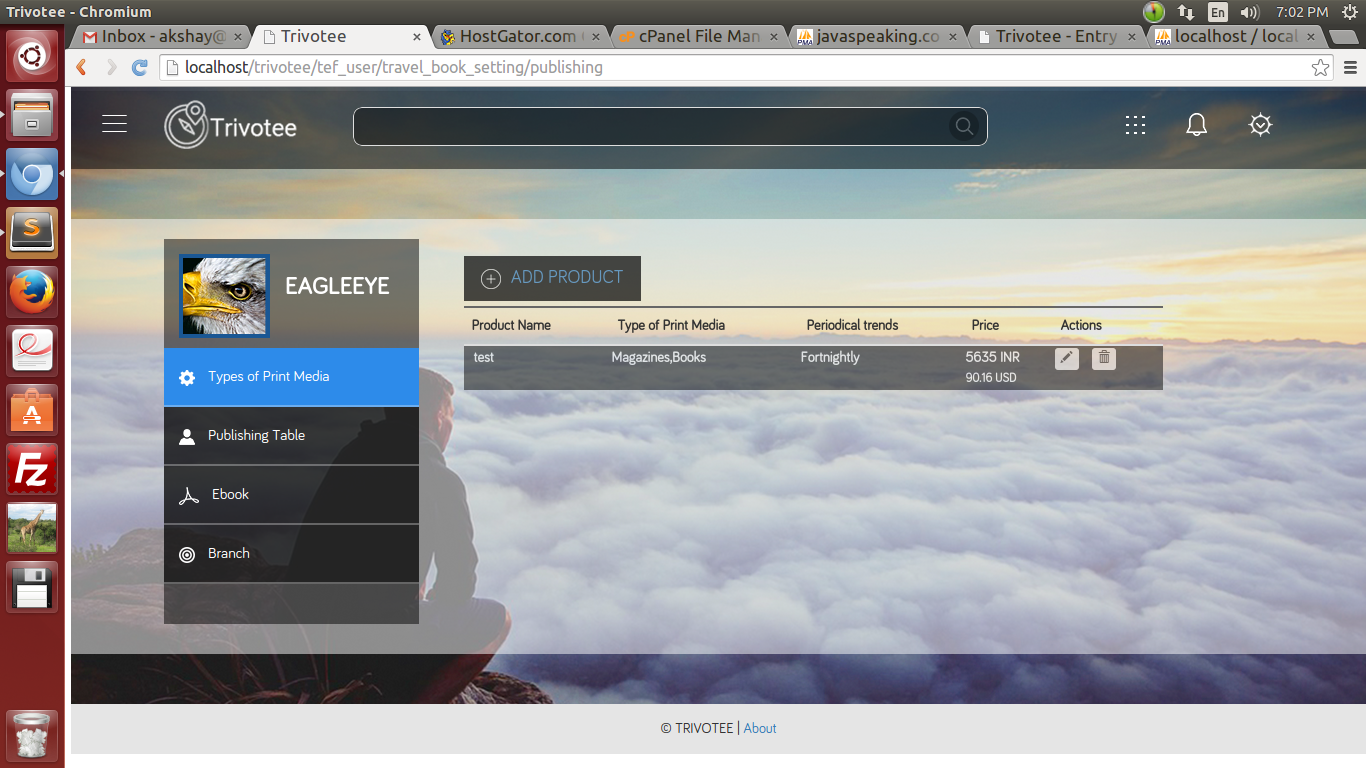 Trivotee - Chromium
En
7:02 PM
Inbox - akshay@
Trivotee
HostGator.com
cPanel File Man
javaspeaking.co
Trivotee - Entry
localhost / local
localhost/trivotee/tef_user/travel_book_setting/publishing
Trivotee
EAGLEEYE
Types of Print Media
Publishing Table
Ebook
Branch
ADD PRODUCT
Product Name Type of Print Media Periodical trends Price Actions
test Magazines,Books Fortnightly 5635 INR
90.16 USD
© TRIVOTEE | About